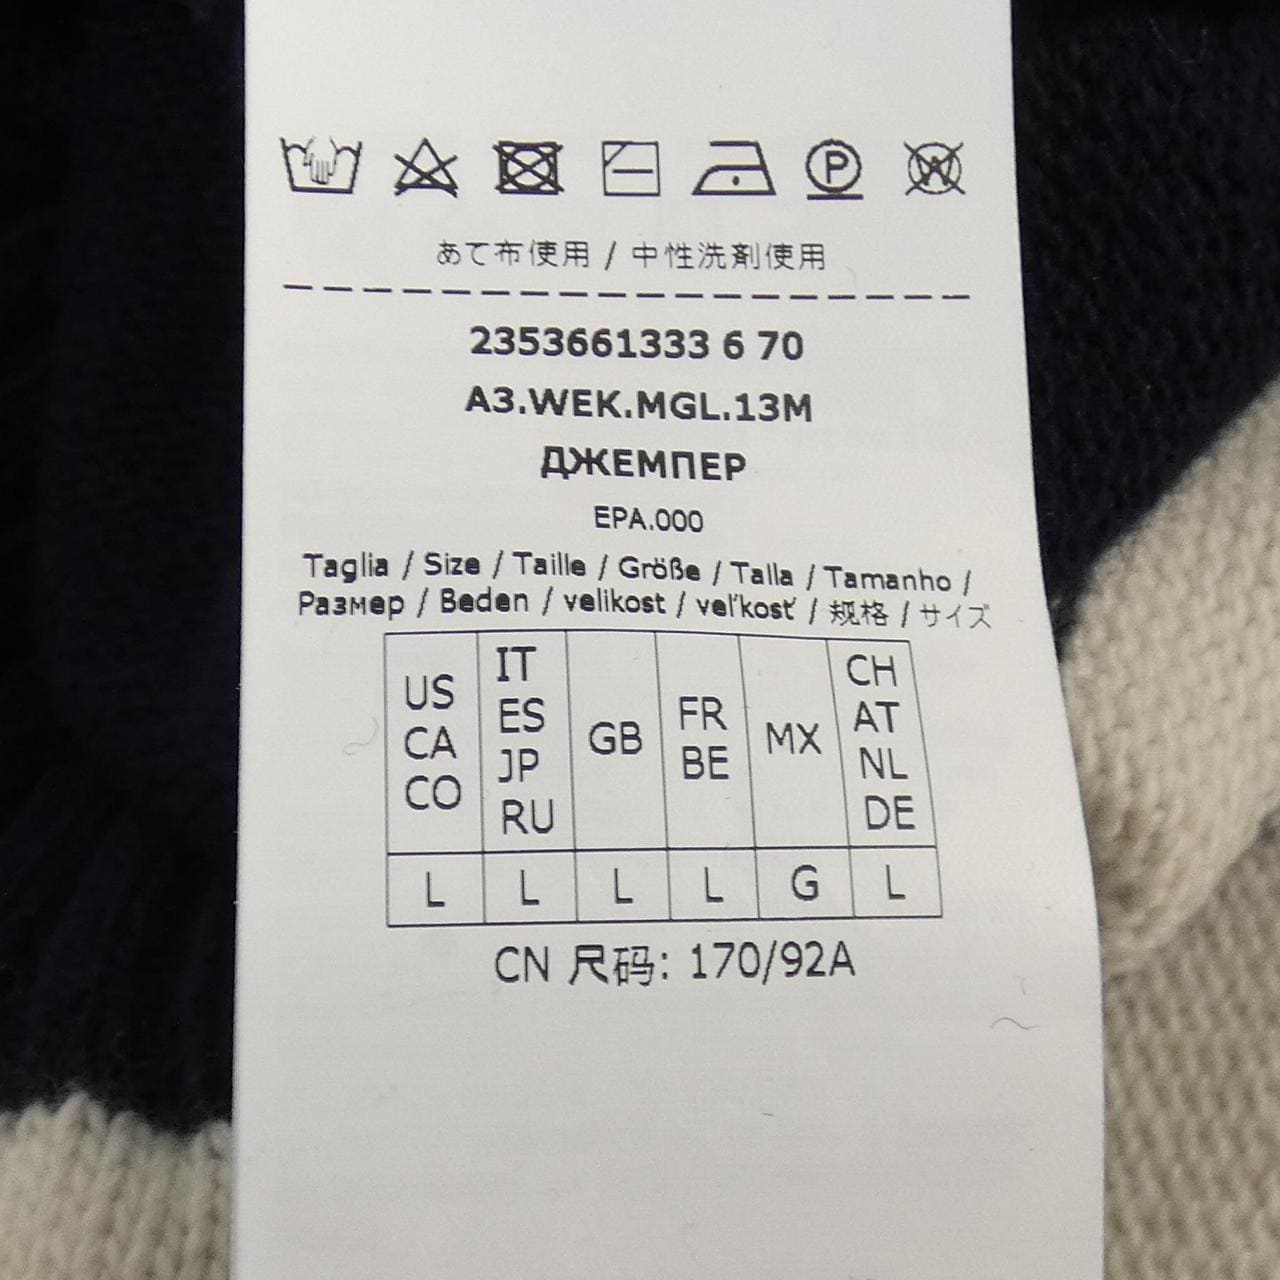 P W
あて布使用 / 中性洗剤使用
2353661333 6 70
A3.WEK.MGL.13M
ДЖЕМПЕР
EPA.000
Taglia / Size / Taille / Größe / Talla / Tamanho /
Размер / Beden / velikost / veľkosť / 规格 / サイズ
US CA CO IT ES JP RU GB FR BE MX CH AT NL DE
L L L L G L
CN 尺码: 170/92A